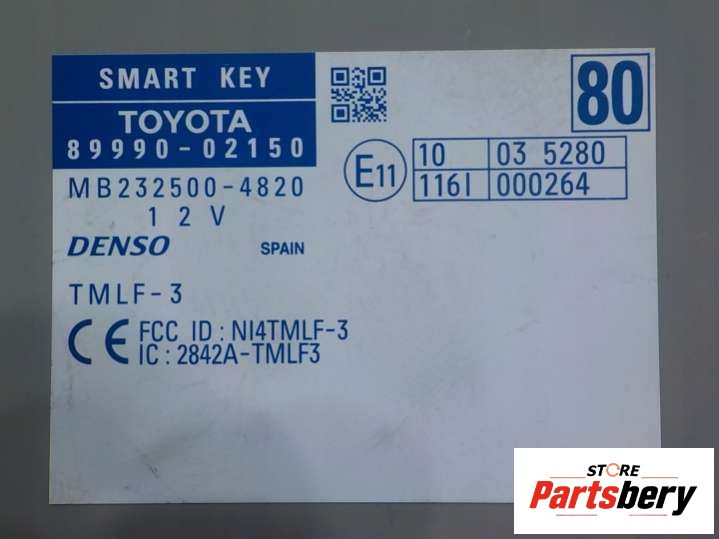 SMART KEY
TOYOTA
89990-02150
MB232500-4820
12V
DENSO SPAIN
TMLF-3
CE FCC ID : NI4TMLF-3
IC : 2842A-TMLF3
80
E11
10 03 5280
116I 000264
STORE
Partsbery